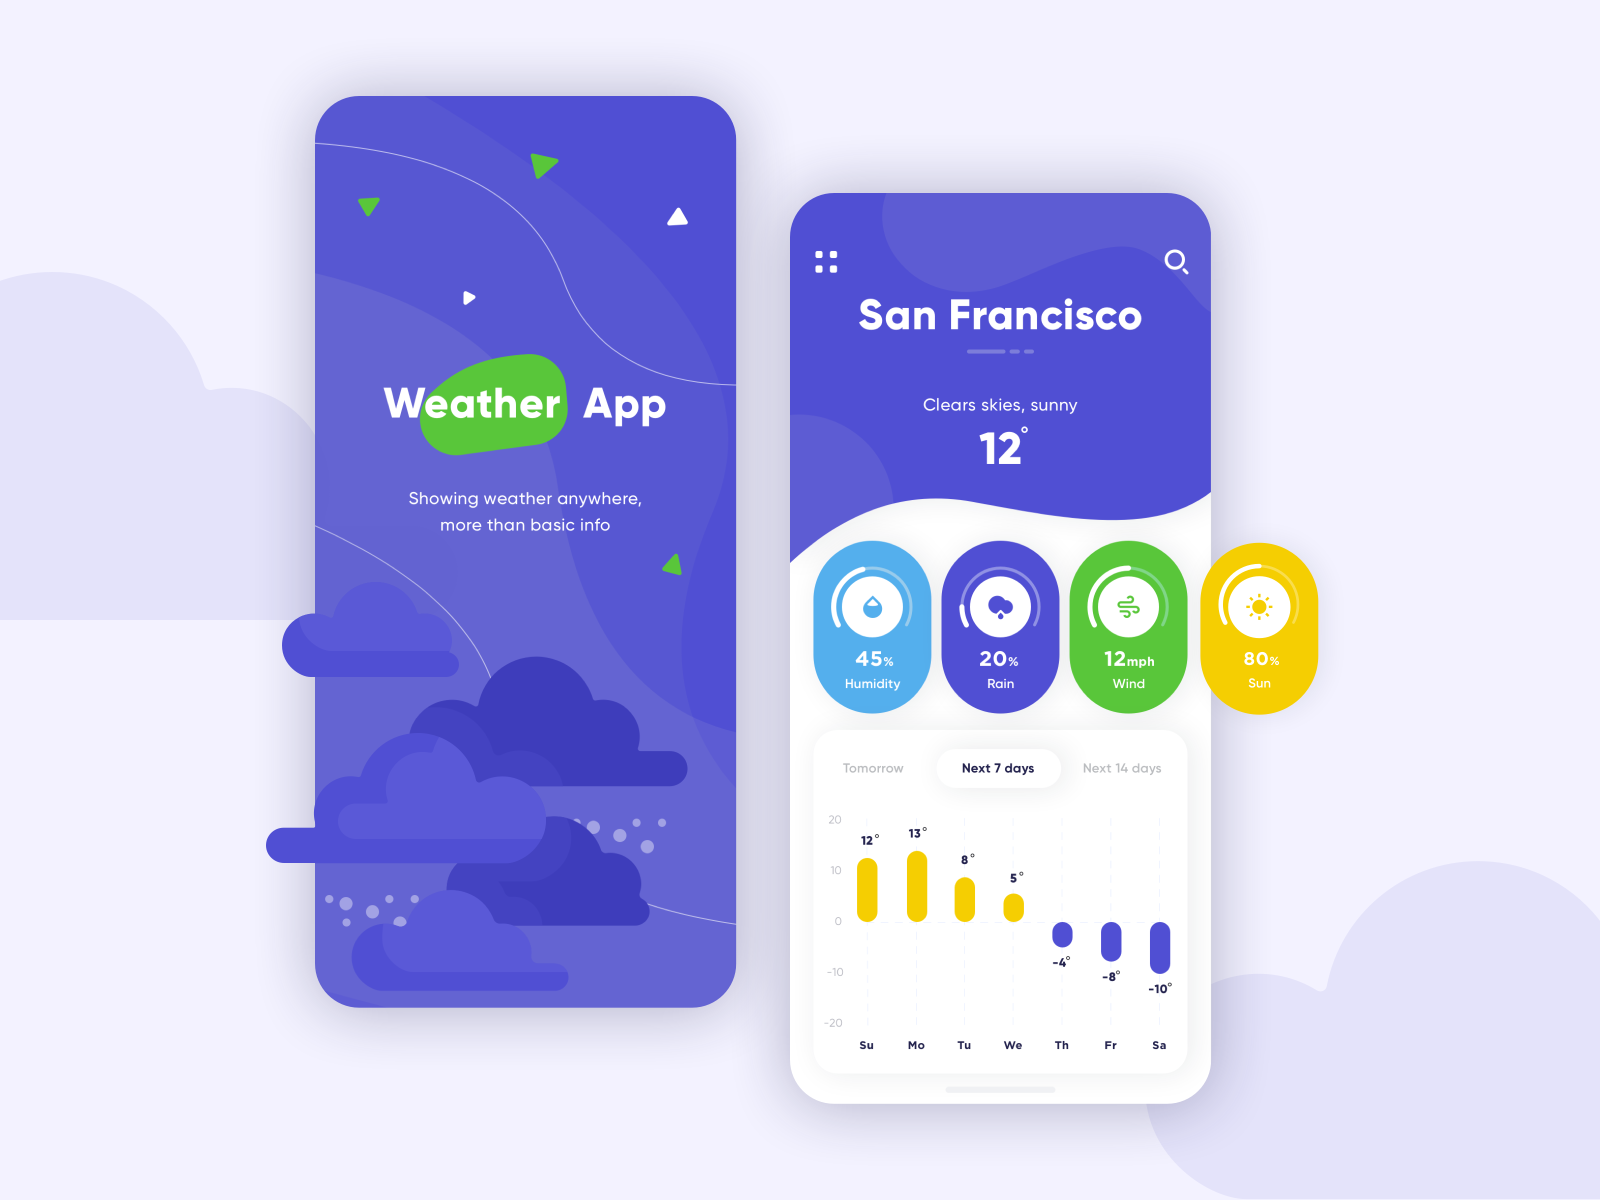 Weather App
Showing weather anywhere,
more than basic info
San Francisco
Clears skies, sunny
12°
45%
Humidity
20%
Rain
12mph
Wind
80%
Sun
Tomorrow
Next 7 days
Next 14 days
20
10
0
-10
-20
12°
13°
8°
5°
-4°
-8°
-10°
Su
Mo
Tu
We
Th
Fr
Sa